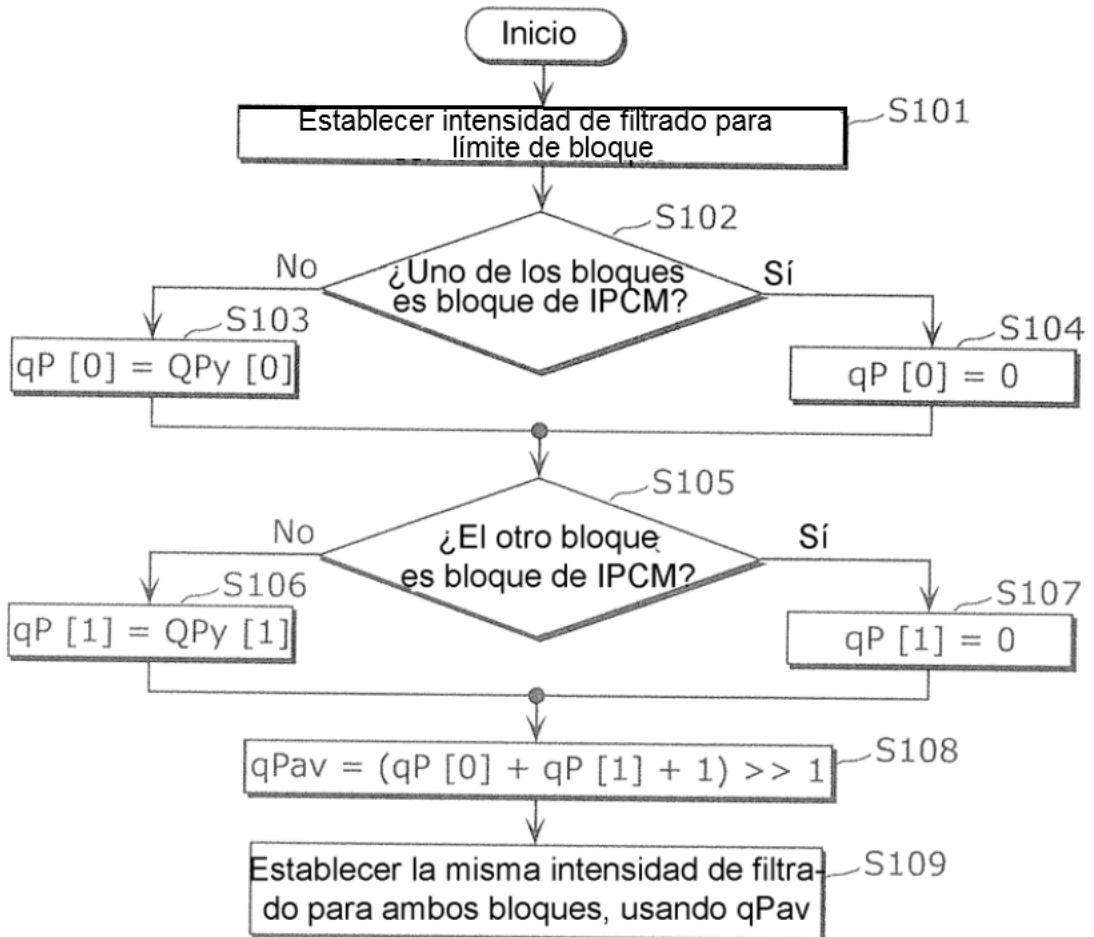 Inicio
Establecer intensidad de filtrado para
límite de bloque
S101
S102
¿Uno de los bloques
es bloque de IPCM?
No
Sí
S103
qP [0] = QPy [0]
S104
qP [0] = 0
S105
¿El otro bloque
es bloque de IPCM?
No
Sí
S106
qP [1] = QPy [1]
S107
qP [1] = 0
qPav = (qP [0] + qP [1] + 1) >> 1
S108
Establecer la misma intensidad de filtra-
do para ambos bloques, usando qPav
S109